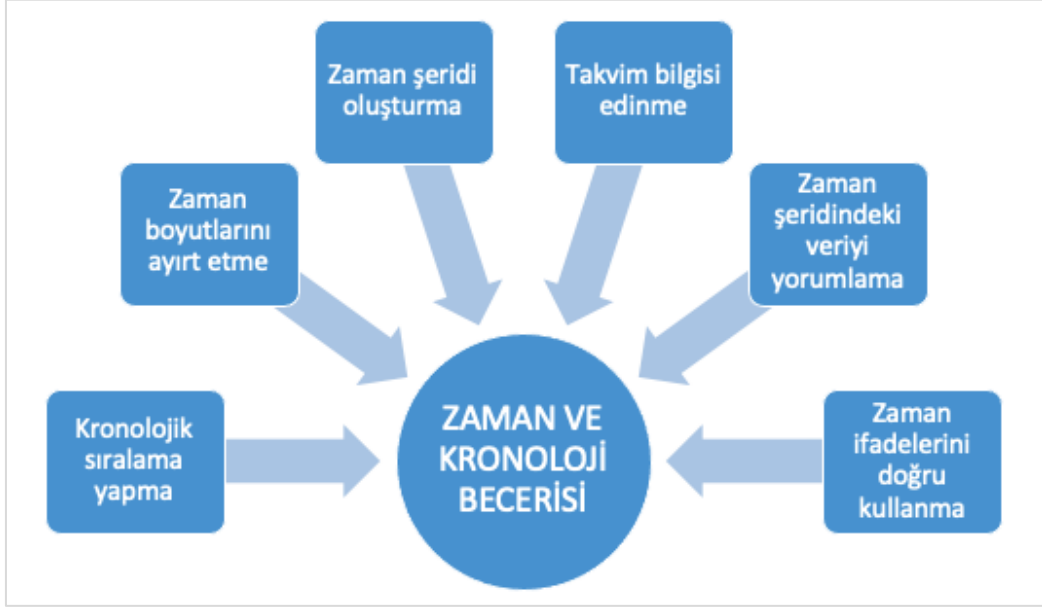 Kronolojik
sıralama
yapma
Zaman
boyutlarını
ayırt etme
Zaman şeridi
oluşturma
Takvim bilgisi
edinme
Zaman
şeridindeki
veriyi
yorumlama
Zaman
ifadelerini
doğru
kullanma
ZAMAN VE
KRONOLOJİ
BECERİSİ